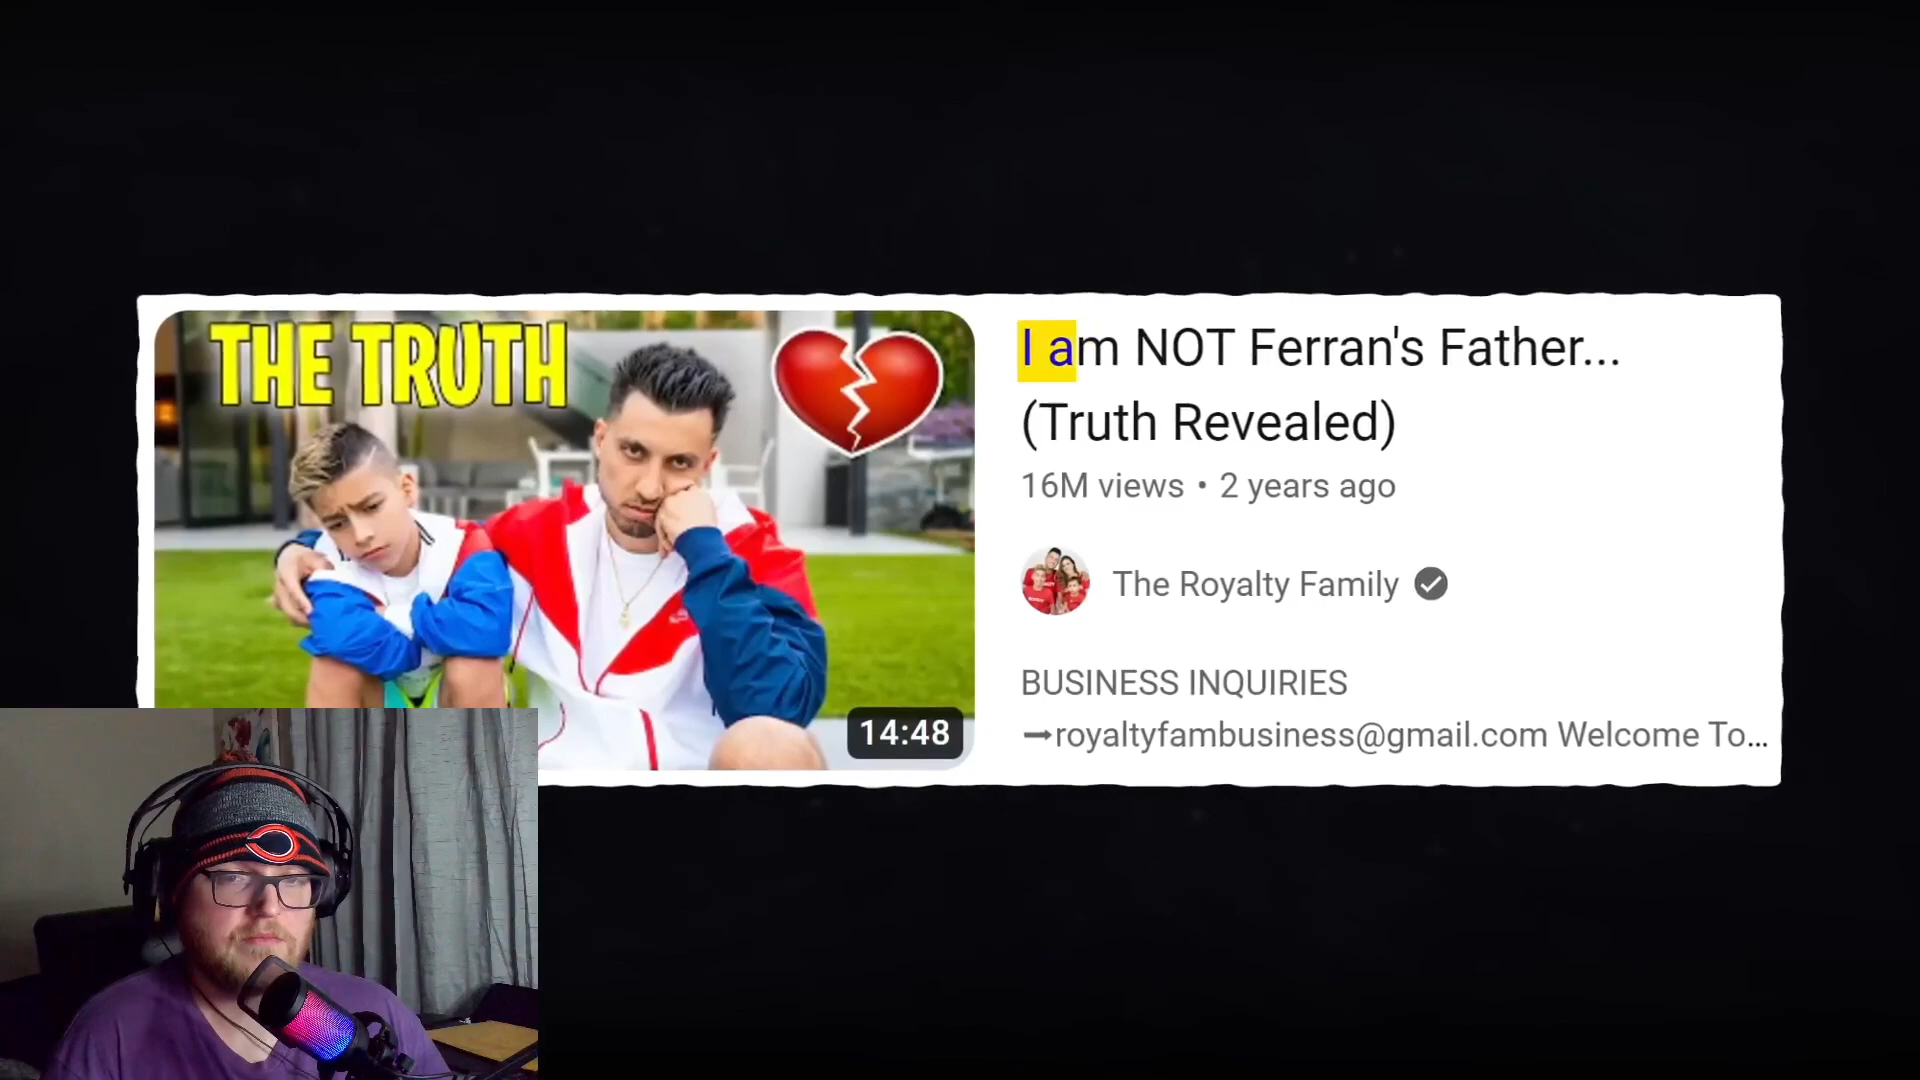 THE TRUTH
14:48
I am NOT Ferran's Father...
(Truth Revealed)
16M views • 2 years ago
The Royalty Family
BUSINESS INQUIRIES
➞royaltyfambusiness@gmail.com Welcome To...